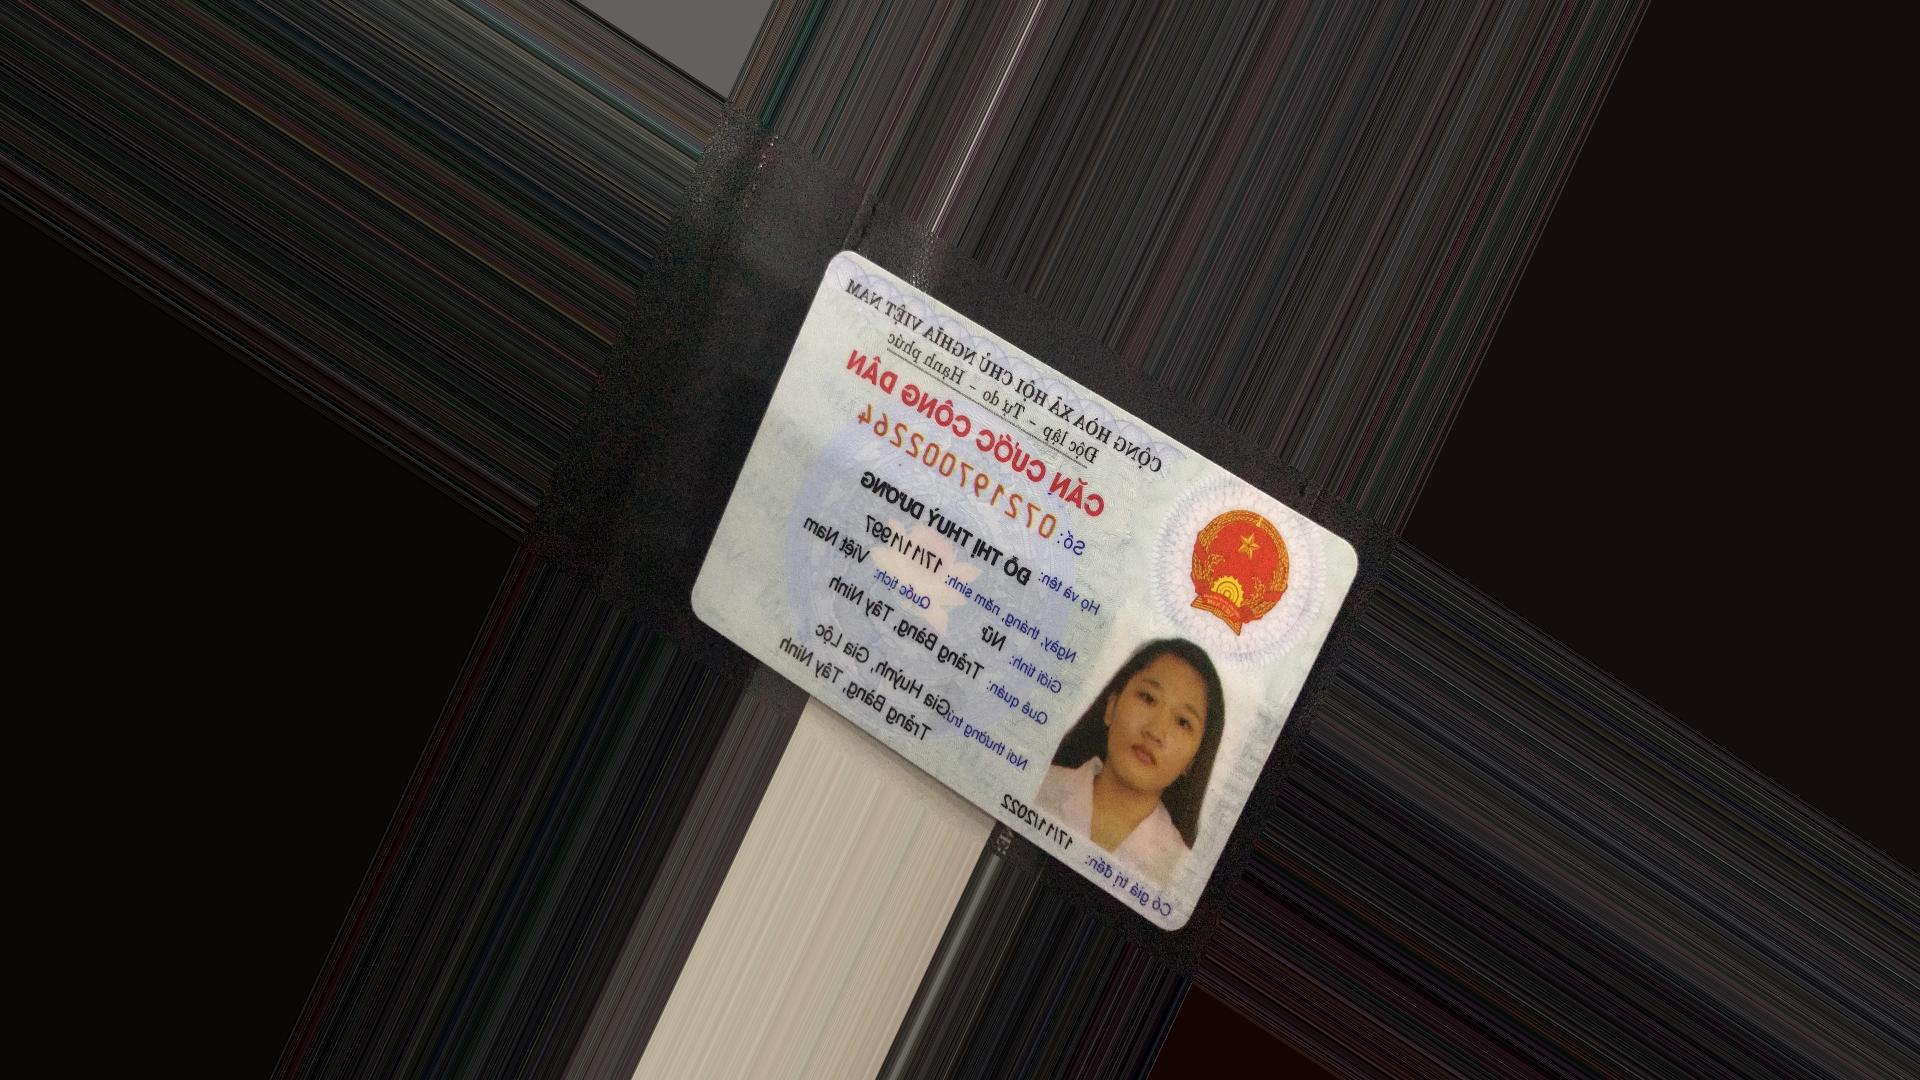 CỘNG HÒA XÃ HỘI CHỦ NGHĨA VIỆT NAM
Độc lập - Tự do - Hạnh phúc
CĂN CƯỚC CÔNG DÂN
Số: 072197002264
Họ và tên: ĐỖ THỊ THUỲ DƯƠNG
Ngày, tháng, năm sinh: 17/11/1997
Giới tính: Nữ Quốc tịch: Việt Nam
Quê quán: Trảng Bàng, Tây Ninh
Nơi thường trú: Gia Huỳnh, Gia Lộc
Trảng Bàng, Tây Ninh
Có giá trị đến: 17/11/2022